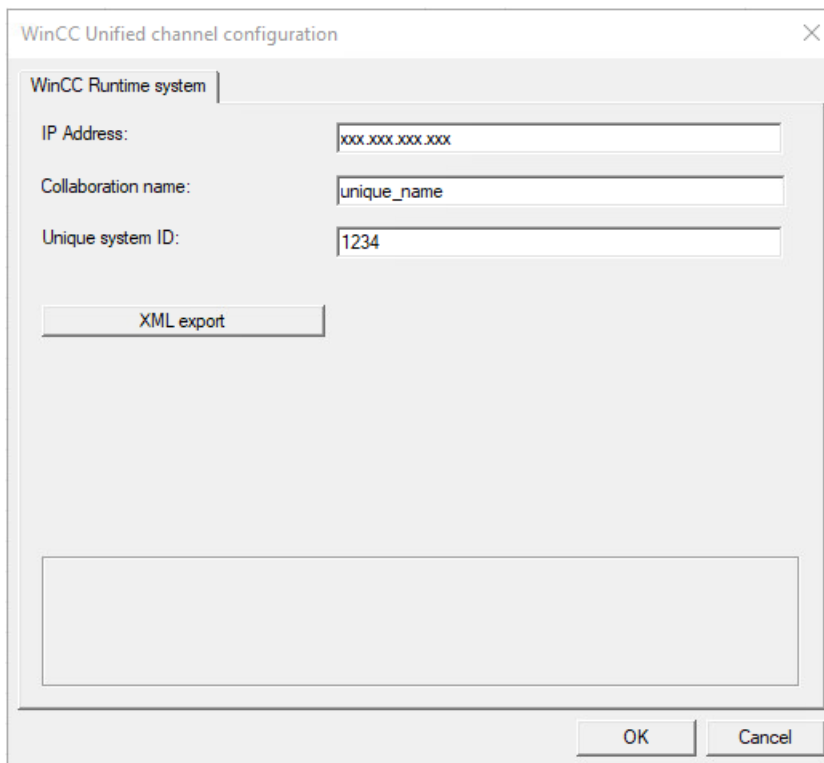 WinCC Unified channel configuration
WinCC Runtime system
IP Address:
xxx.xxx.xxx.xxx
Collaboration name:
unique_name
Unique system ID:
1234
XML export
OK
Cancel